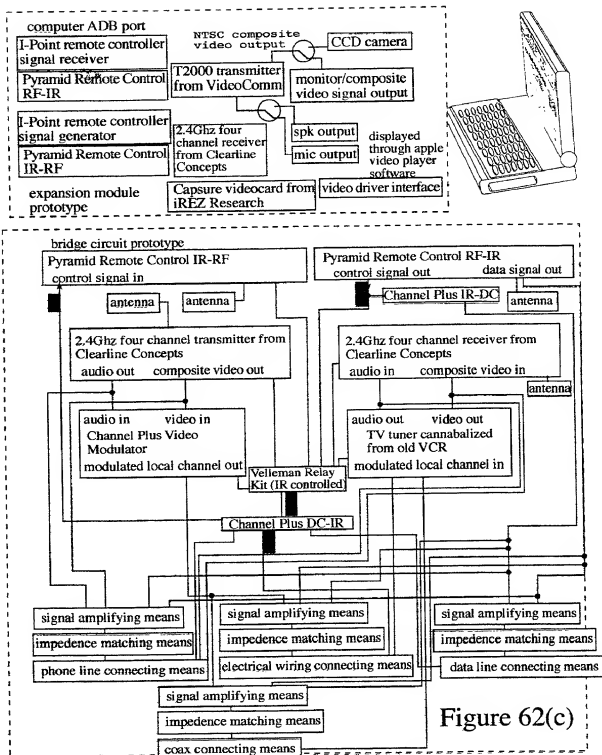 computer ADB port
I-Point remote controller
signal receiver
Pyramid Remote Control
RF-IR
I-Point remote controller
signal generator
Pyramid Remote Control
IR-RF
expansion module
prototype
NTSC composite
video output
CCD camera
T2000 transmitter
from VideoComm
monitor/composite
video signal output
2.4Ghz four
channel receiver
from Clearline
Concepts
spk output
mic output
displayed
through apple
video player
software
Capsure videocard from
iREZ Research
video driver interface
bridge circuit prototype
Pyramid Remote Control IR-RF
control signal in
Pyramid Remote Control RF-IR
control signal out
data signal out
antenna
antenna
Channel Plus IR-DC
antenna
2.4Ghz four channel transmitter from
Clearline Concepts
audio out composite video out
2.4Ghz four channel receiver from
Clearline Concepts
audio in composite video in
antenna
audio in video in
Channel Plus Video
Modulator
modulated local channel out
audio out video out
TV tuner cannabalized
from old VCR
modulated local channel in
Velleman Relay
Kit (IR controlled)
Channel Plus DC-IR
signal amplifying means
impedence matching means
phone line connecting means
signal amplifying means
impedence matching means
electrical wiring connecting means
signal amplifying means
impedence matching means
data line connecting means
signal amplifying means
impedence matching means
coax connecting means
Figure 62(c)